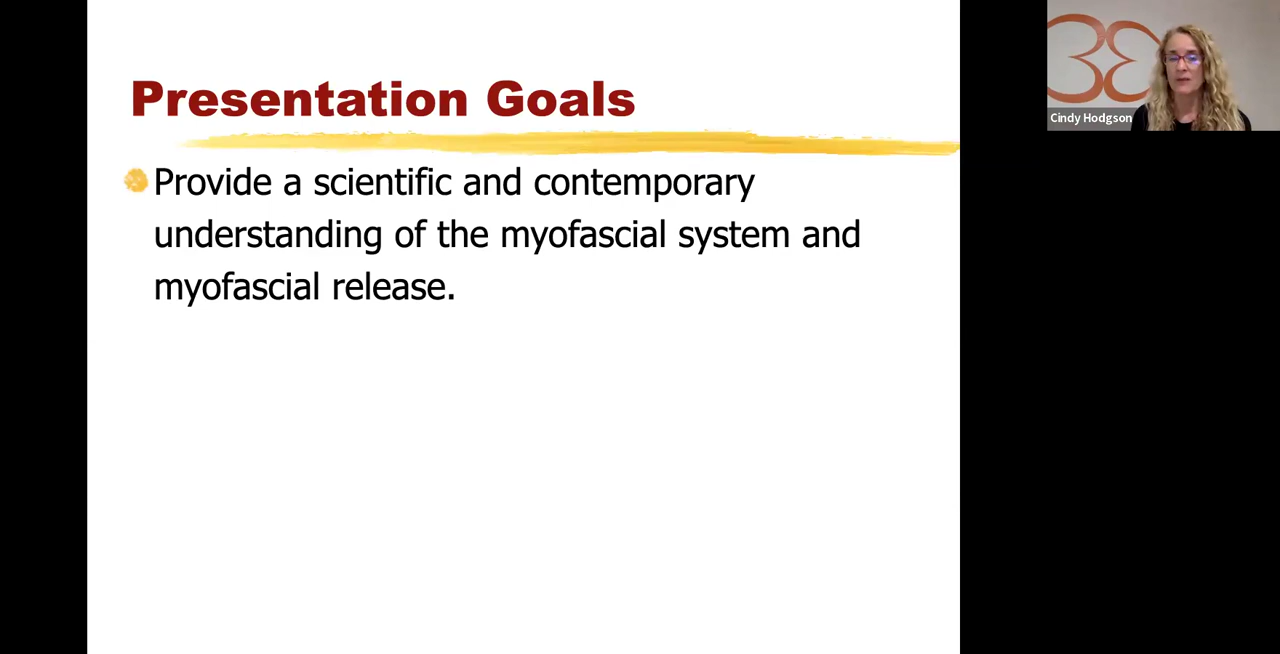 Presentation Goals
Provide a scientific and contemporary
understanding of the myofascial system and
myofascial release.
Cindy Hodgson